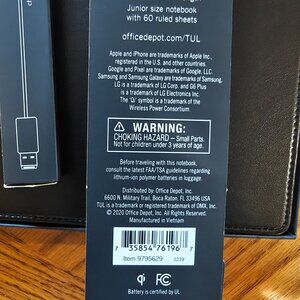 Junior size notebook
with 60 ruled sheets
officedepot.com/TUL
Apple and iPhone are trademarks of Apple Inc.,
registered in the U.S. and other countries.
Google and Pixel are trademarks of Google, LLC.
Samsung and Samsung Galaxy are trademarks of Samsung.
LG is a trademark of LG Corp. and G6 Plus
is a trademark of LG Electronics Inc.
The 'Qi' symbol is a trademark of the
Wireless Power Consortium.
WARNING:
CHOKING HAZARD – Small Parts.
Not for children under 3 years of age.
Before traveling with this notebook,
consult the latest FAA/TSA guidelines regarding
lithium-ion polymer batteries in luggage.
Distributed by: Office Depot, Inc.
6600 N. Military Trail, Boca Raton, FL 33496 USA
TUL is a trademark or registered trademark of OMX, Inc.
© 2020 Office Depot, Inc. All Rights Reserved.
Manufactured in Vietnam
7 35854 76196 7
Item 9795629
1219
qi FC
Battery is certified by UL